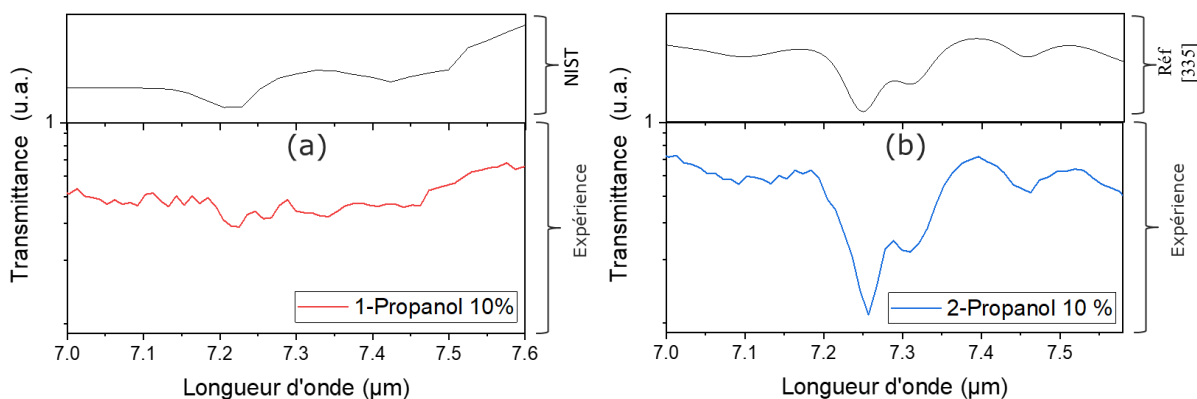 Transmittance (u.a.)
NIST
1
(a)
Expérience
1-Propanol 10%
7.0 7.1 7.2 7.3 7.4 7.5 7.6
Longueur d'onde (µm)
Transmittance (u.a.)
Réf
[335]
1
(b)
Expérience
2-Propanol 10 %
7.0 7.1 7.2 7.3 7.4 7.5
Longueur d'onde (µm)